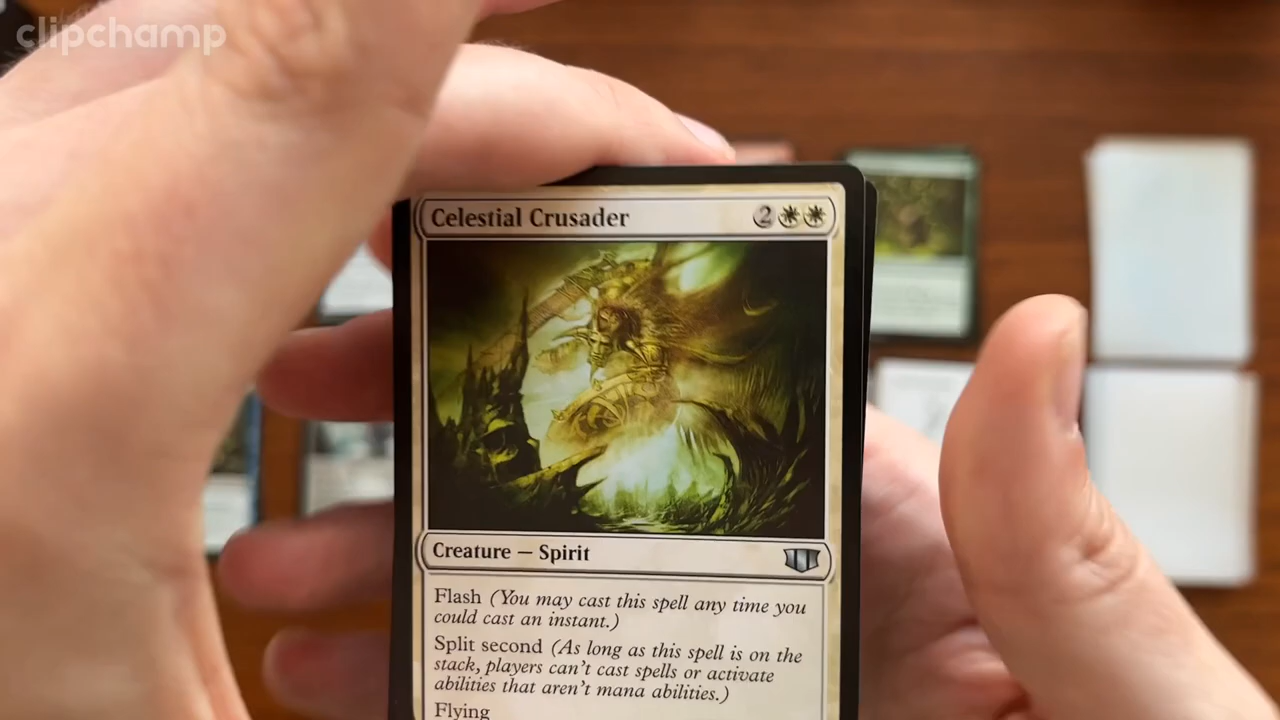 clipchamp
Celestial Crusader 2
Creature — Spirit
Flash (You may cast this spell any time you
could cast an instant.)
Split second (As long as this spell is on the
stack, players can't cast spells or activate
abilities that aren't mana abilities.)
Flying